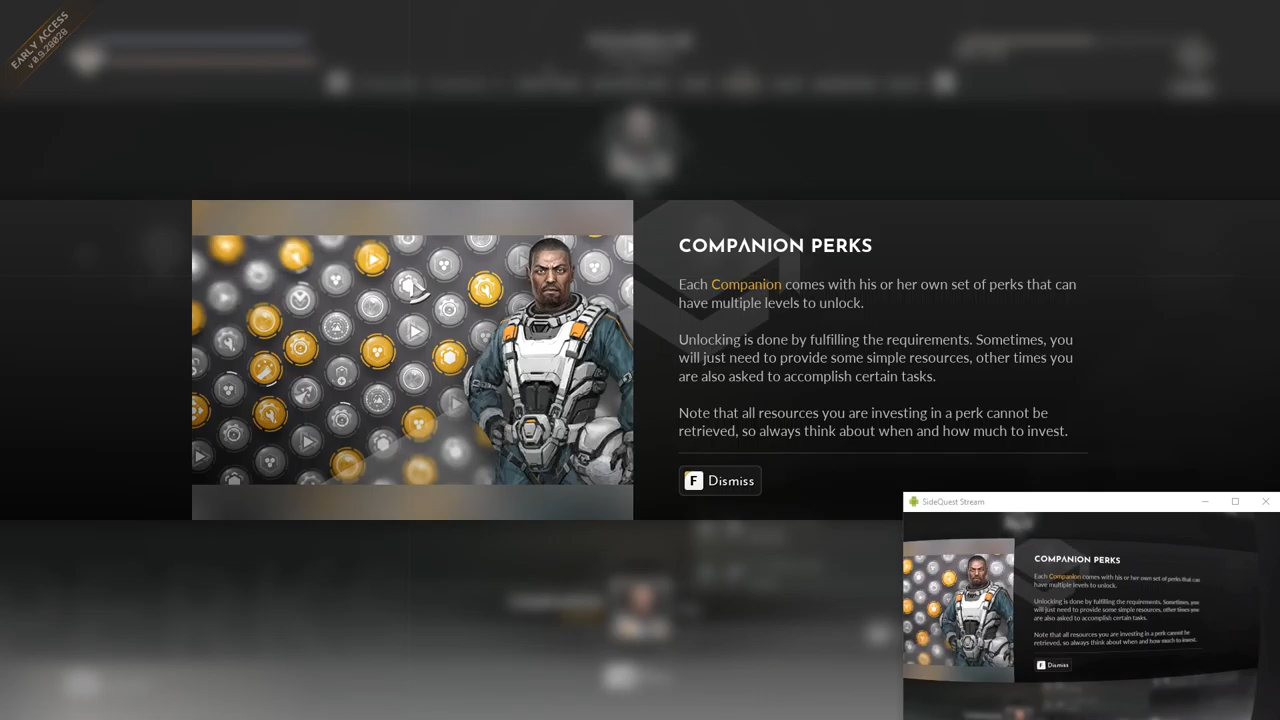 EARLY ACCESS
v 0.9.28028
COMPANION PERKS
Each Companion comes with his or her own set of perks that can
have multiple levels to unlock.
Unlocking is done by fulfilling the requirements. Sometimes, you
will just need to provide some simple resources, other times you
are also asked to accomplish certain tasks.
Note that all resources you are investing in a perk cannot be
retrieved, so always think about when and how much to invest.
F Dismiss
SideQuest Stream
COMPANION PERKS
Each Companion comes with his or her own set of perks that can
have multiple levels to unlock.
Unlocking is done by fulfilling the requirements. Sometimes, you
will just need to provide some simple resources, other times you
are also asked to accomplish certain tasks.
Note that all resources you are investing in a perk cannot be
retrieved, so always think about when and how much to invest.
F Dismiss